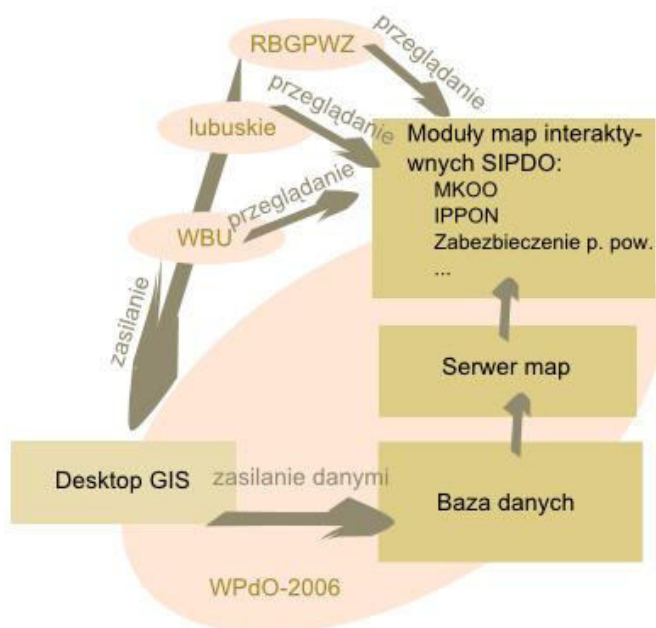 RBGPWZ
przeglądanie
przeglądanie
lubuskie
Moduły map interakty-
wnych SIPDO:
MKOO
IPPON
Zabezbieczenie p. pow.
...
przeglądanie
WBU
zasilanie
Serwer map
Desktop GIS
zasilanie danymi
Baza danych
WPdO-2006